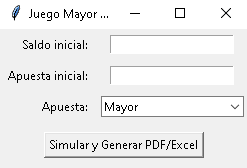 Juego Mayor ...
Saldo inicial:
Apuesta inicial:
Apuesta: Mayor
Simular y Generar PDF/Excel